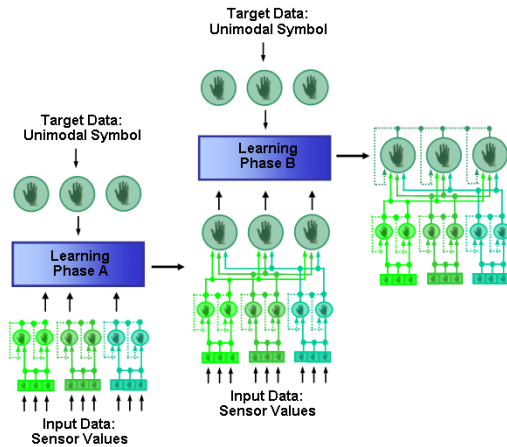 Target Data:
Unimodal Symbol
Learning
Phase A
Input Data:
Sensor Values
Target Data:
Unimodal Symbol
Learning
Phase B
Input Data:
Sensor Values